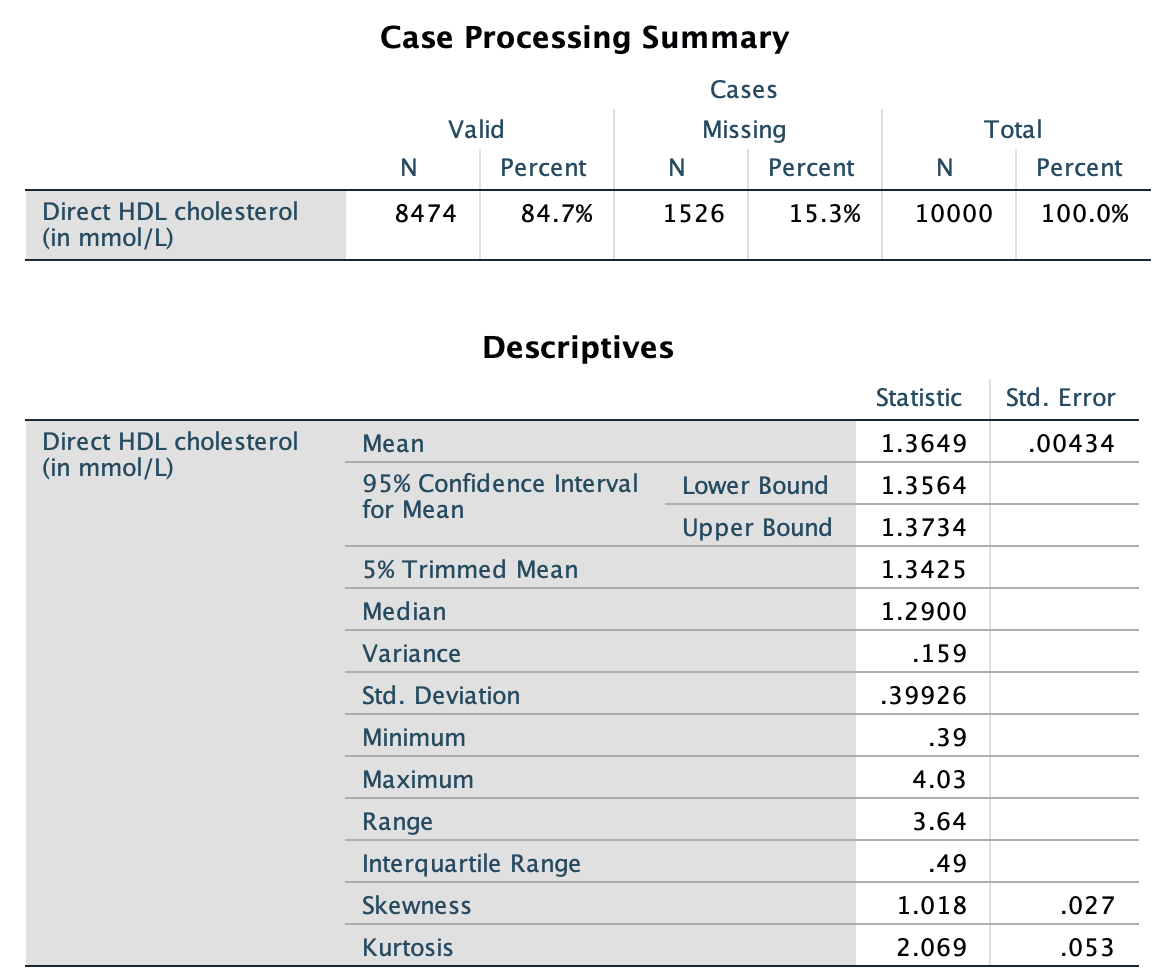 Case Processing Summary
Cases
Valid Missing Total
N Percent N Percent N Percent
Direct HDL cholesterol 8474 84.7% 1526 15.3% 10000 100.0%
(in mmol/L)
Descriptives
Statistic Std. Error
Direct HDL cholesterol Mean 1.3649 .00434
(in mmol/L)
95% Confidence Interval Lower Bound 1.3564
for Mean
Upper Bound 1.3734
5% Trimmed Mean 1.3425
Median 1.2900
Variance .159
Std. Deviation .39926
Minimum .39
Maximum 4.03
Range 3.64
Interquartile Range .49
Skewness 1.018 .027
Kurtosis 2.069 .053